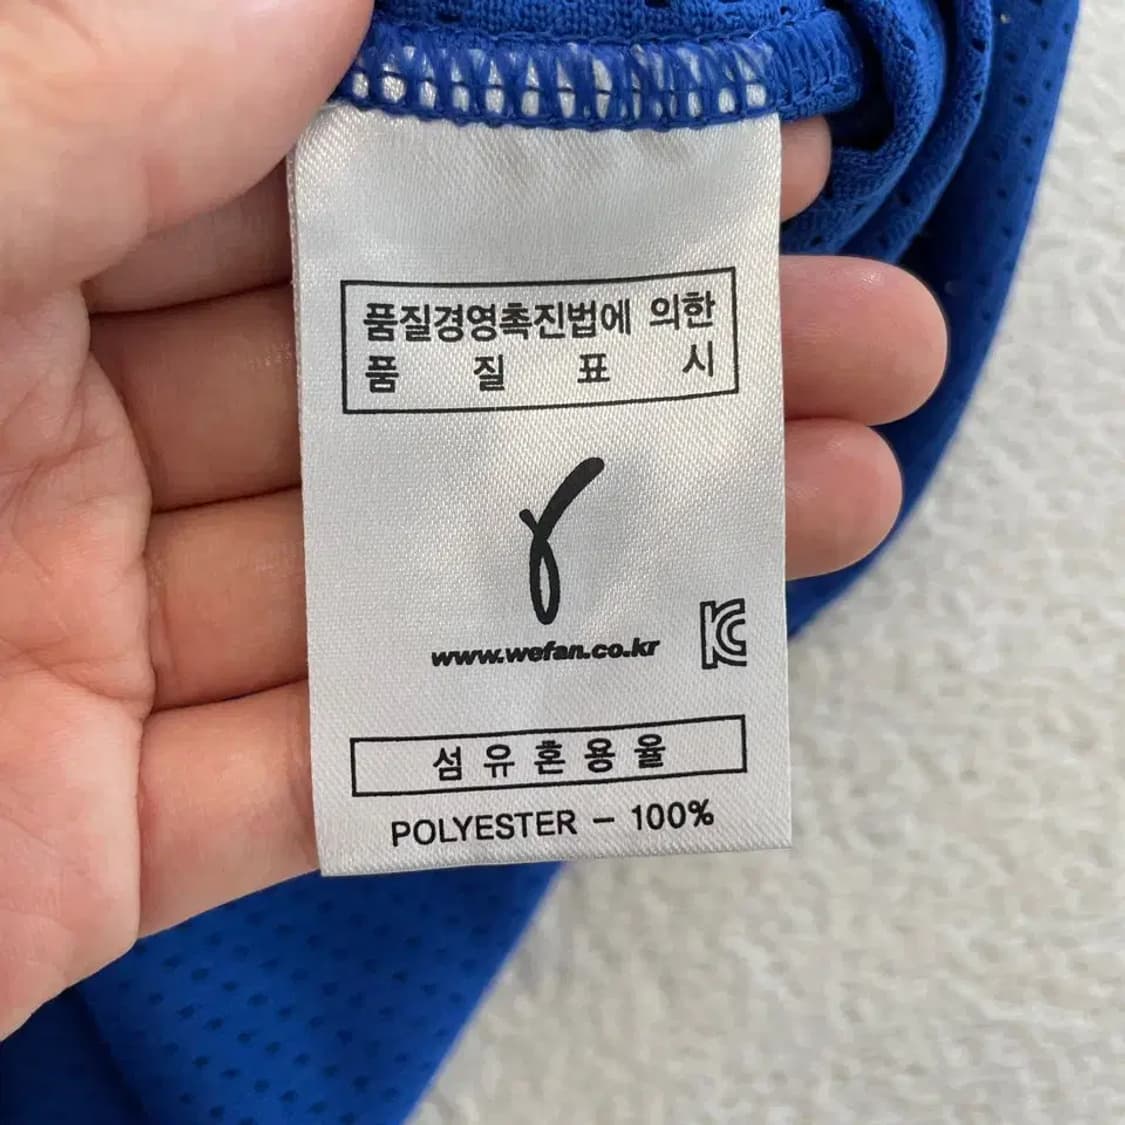 품질경영촉진법에 의한
품 질 표 시
www.wefan.co.kr
KC
섬유혼용율
POLYESTER - 100%